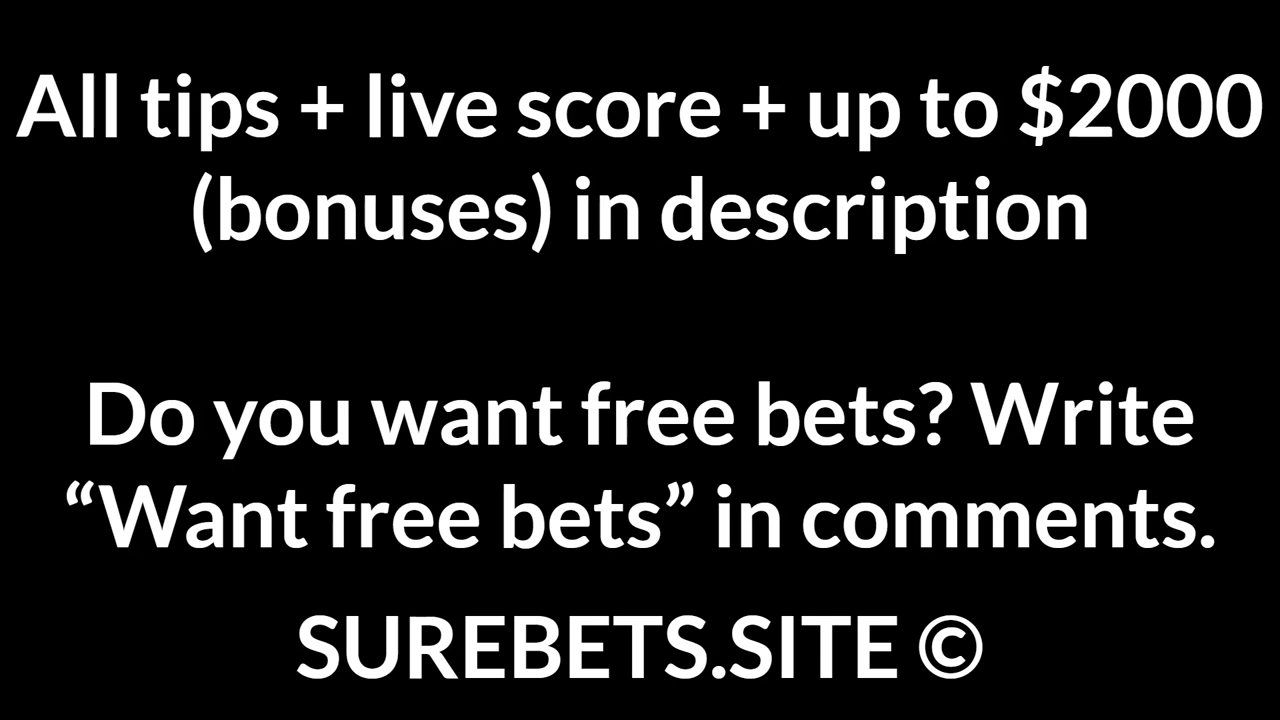 All tips + live score + up to $2000
(bonuses) in description
Do you want free bets? Write
“Want free bets” in comments.
SUREBETS.SITE ©